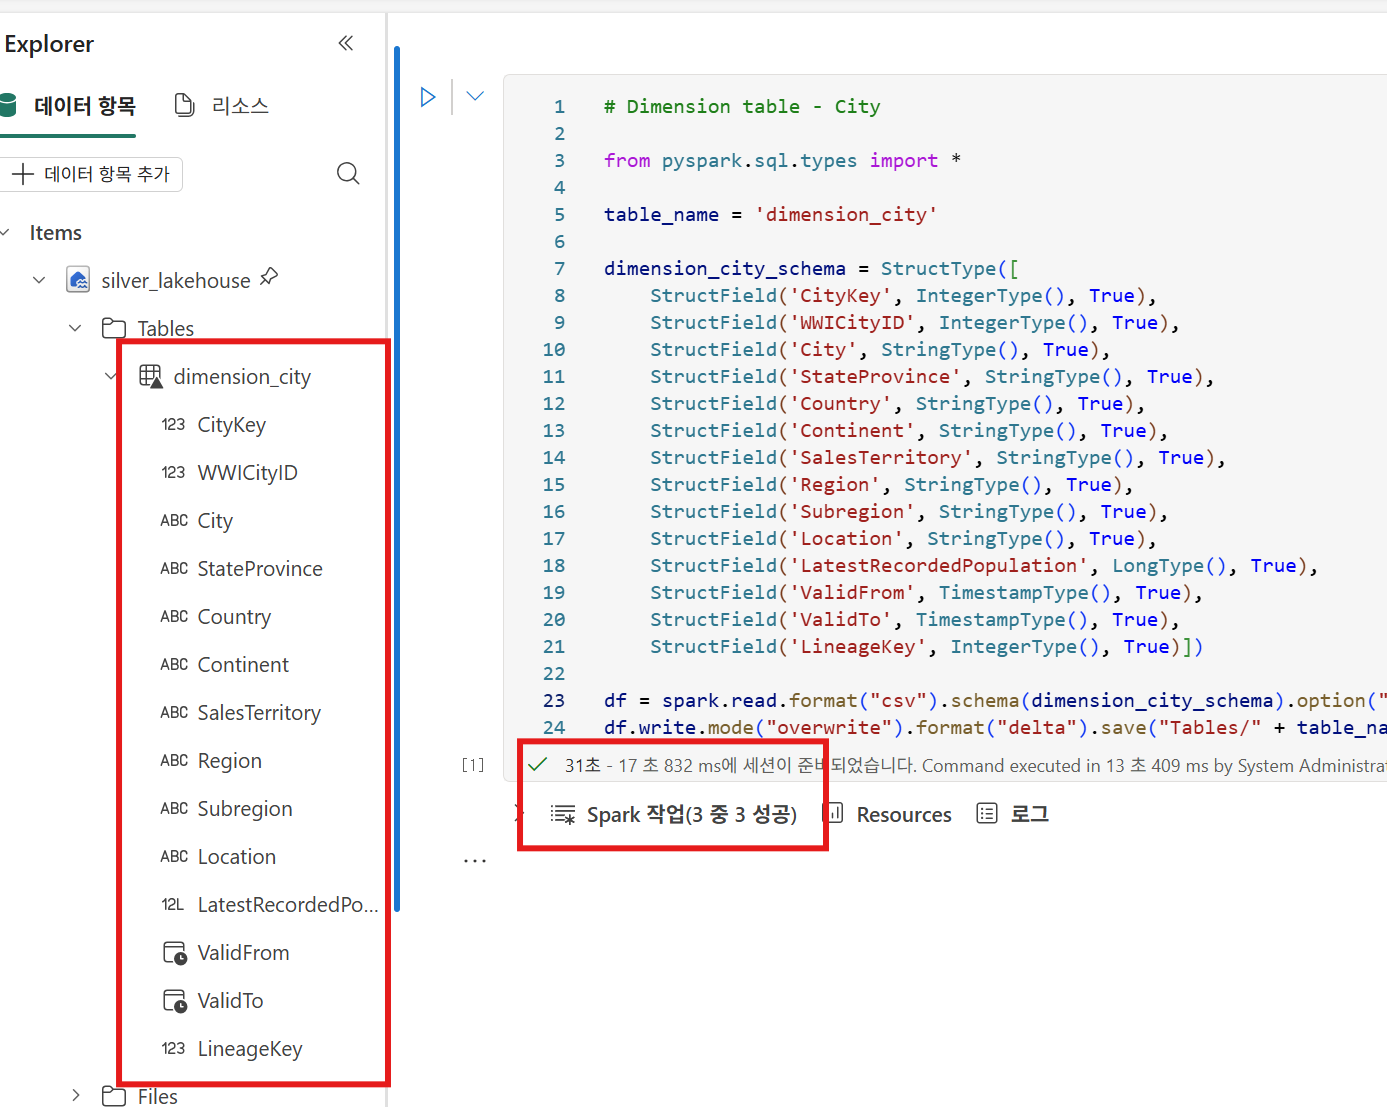 Explorer
데이터 항목
리소스
데이터 항목 추가
Items
silver_lakehouse
Tables
dimension_city
123 CityKey
123 WWICityID
ABC City
ABC StateProvince
ABC Country
ABC Continent
ABC SalesTerritory
ABC Region
ABC Subregion
ABC Location
12L LatestRecordedPo...
ValidFrom
ValidTo
123 LineageKey
Files
1 # Dimension table - City
2
3 from pyspark.sql.types import *
4
5 table_name = 'dimension_city'
6
7 dimension_city_schema = StructType([
8     StructField('CityKey', IntegerType(), True),
9     StructField('WWICityID', IntegerType(), True),
10     StructField('City', StringType(), True),
11     StructField('StateProvince', StringType(), True),
12     StructField('Country', StringType(), True),
13     StructField('Continent', StringType(), True),
14     StructField('SalesTerritory', StringType(), True),
15     StructField('Region', StringType(), True),
16     StructField('Subregion', StringType(), True),
17     StructField('Location', StringType(), True),
18     StructField('LatestRecordedPopulation', LongType(), True),
19     StructField('ValidFrom', TimestampType(), True),
20     StructField('ValidTo', TimestampType(), True),
21     StructField('LineageKey', IntegerType(), True)])
22
23 df = spark.read.format("csv").schema(dimension_city_schema).option("
24 df.write.mode("overwrite").format("delta").save("Tables/" + table_na
[1]
31초 - 17 초 832 ms에 세션이 준비되었습니다. Command executed in 13 초 409 ms by System Administrat
Spark 작업(3 중 3 성공)
Resources
로그
...